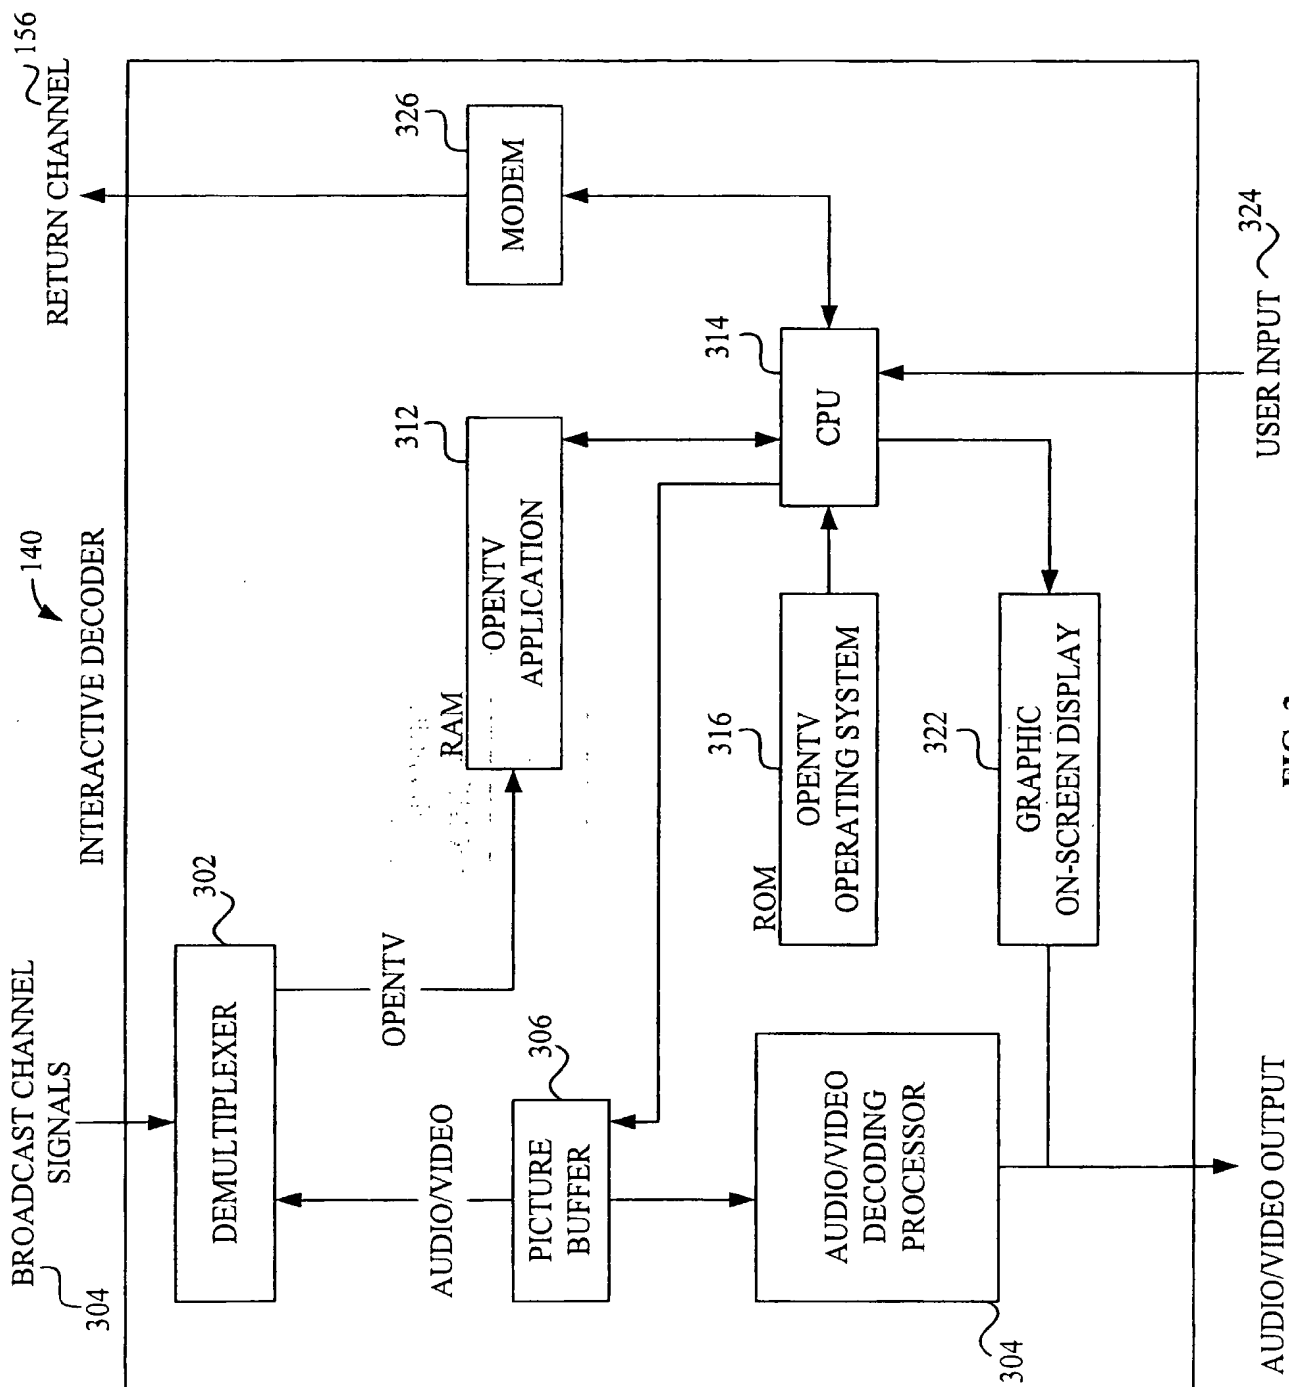 INTERACTIVE DECODER
140
BROADCAST CHANNEL
SIGNALS
304
RETURN CHANNEL
156
DEMULTIPLEXER
302
OPENTV
AUDIO/VIDEO
PICTURE
BUFFER
306
RAM
OPENTV
APPLICATION
312
MODEM
326
AUDIO/VIDEO
DECODING
PROCESSOR
304
ROM
OPENTV
OPERATING SYSTEM
316
CPU
314
GRAPHIC
ON-SCREEN DISPLAY
322
AUDIO/VIDEO OUTPUT
USER INPUT
324